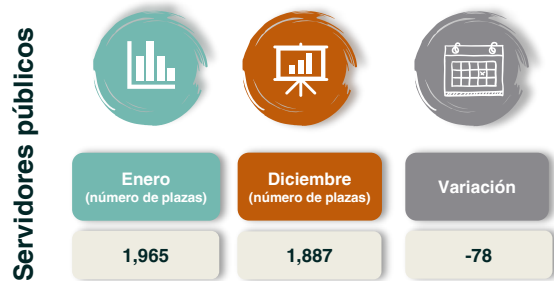 Servidores públicos
Enero
(número de plazas)
Diciembre
(número de plazas)
Variación
1,965
1,887
-78